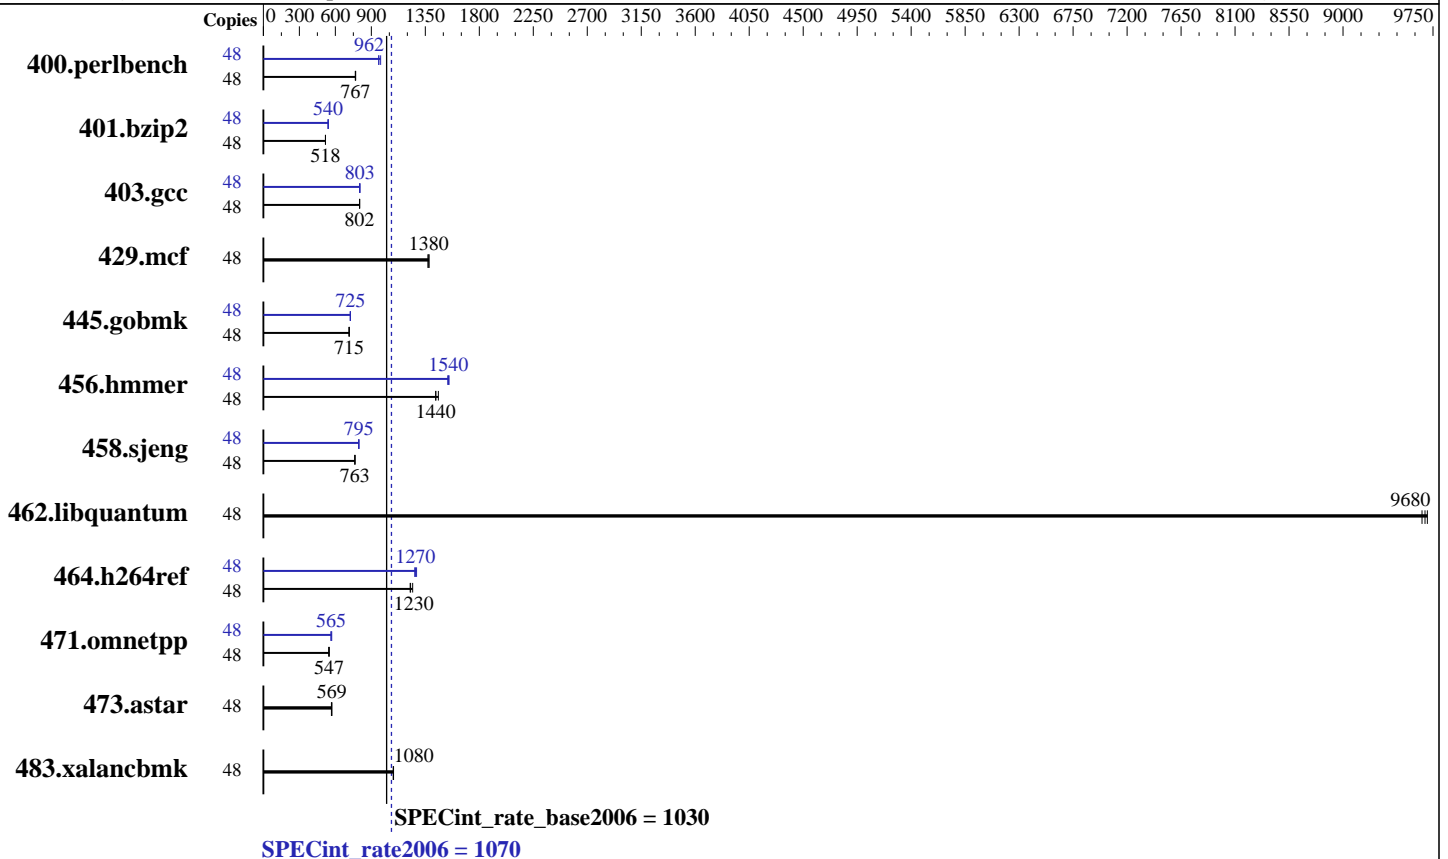 Copies 0 300 600 900 1350 1800 2250 2700 3150 3600 4050 4500 4950 5400 5850 6300 6750 7200 7650 8100 8550 9000 9750
400.perlbench 48 962
48 767
401.bzip2 48 540
48 518
403.gcc 48 803
48 802
429.mcf 48 1380
445.gobmk 48 725
48 715
456.hmmer 48 1540
48 1440
458.sjeng 48 795
48 763
462.libquantum 48 9680
464.h264ref 48 1270
48 1230
471.omnetpp 48 565
48 547
473.astar 48 569
483.xalancbmk 48 1080
SPECint_rate_base2006 = 1030
SPECint_rate2006 = 1070